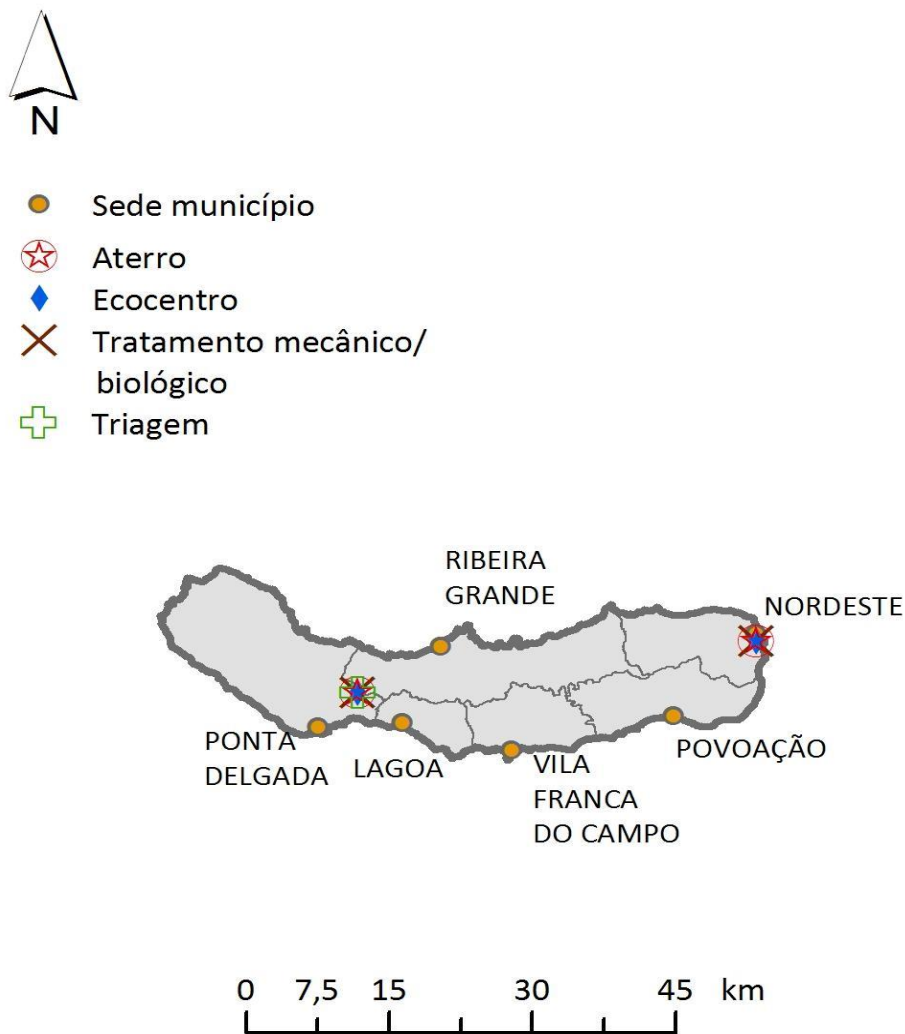 N
Sede município
Aterro
Ecocentro
Tratamento mecânico/
biológico
Triagem
RIBEIRA
GRANDE
NORDESTE
PONTA
DELGADA
LAGOA
VILA
FRANCA
DO CAMPO
POVOAÇÃO
0 7,5 15 30 45 km